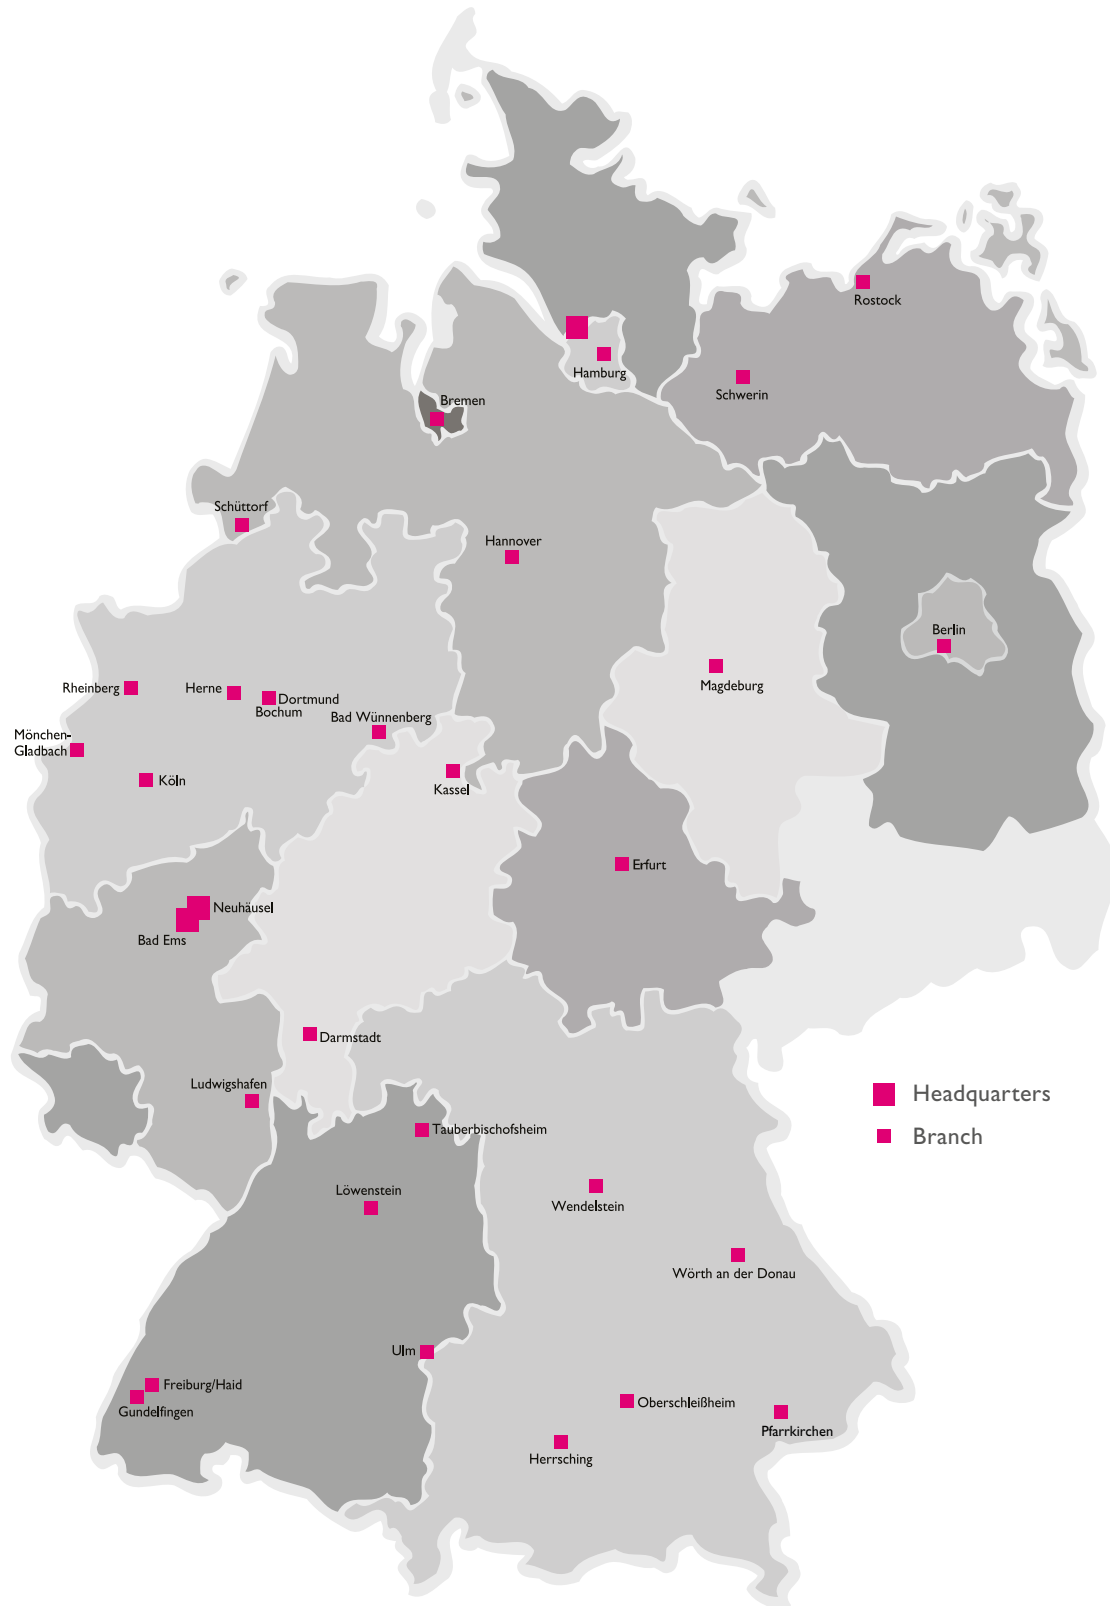 Rostock
Hamburg
Schwerin
Bremen
Schüttorf
Hannover
Berlin
Magdeburg
Rheinberg
Herne
Dortmund
Bochum
Bad Wünnenberg
Mönchen-
Gladbach
Köln
Kassel
Erfurt
Neuhäusel
Bad Ems
Darmstadt
Ludwigshafen
Headquarters
Branch
Tauberbischofsheim
Löwenstein
Wendelstein
Wörth an der Donau
Ulm
Freiburg/Haid
Gundelfingen
Oberschleißheim
Pfarrkirchen
Herrsching